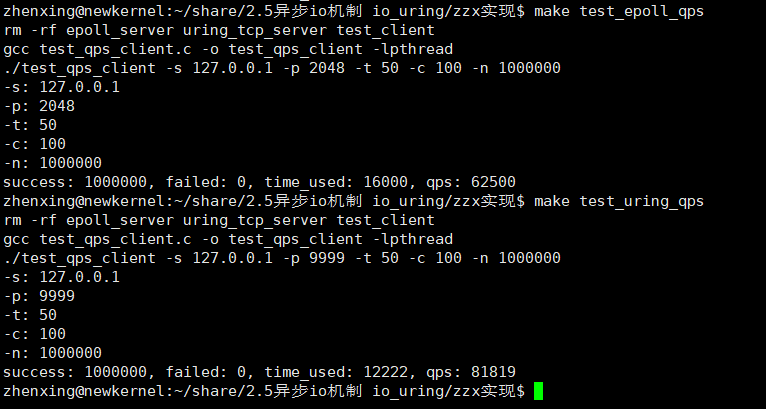 zhenxing@newkernel:~/share/2.5异步io机制 io_uring/zzx实现$ make test_epoll_qps
rm -rf epoll_server uring_tcp_server test_client
gcc test_qps_client.c -o test_qps_client -lpthread
./test_qps_client -s 127.0.0.1 -p 2048 -t 50 -c 100 -n 1000000
-s: 127.0.0.1
-p: 2048
-t: 50
-c: 100
-n: 1000000
success: 1000000, failed: 0, time_used: 16000, qps: 62500
zhenxing@newkernel:~/share/2.5异步io机制 io_uring/zzx实现$ make test_uring_qps
rm -rf epoll_server uring_tcp_server test_client
gcc test_qps_client.c -o test_qps_client -lpthread
./test_qps_client -s 127.0.0.1 -p 9999 -t 50 -c 100 -n 1000000
-s: 127.0.0.1
-p: 9999
-t: 50
-c: 100
-n: 1000000
success: 1000000, failed: 0, time_used: 12222, qps: 81819
zhenxing@newkernel:~/share/2.5异步io机制 io_uring/zzx实现$